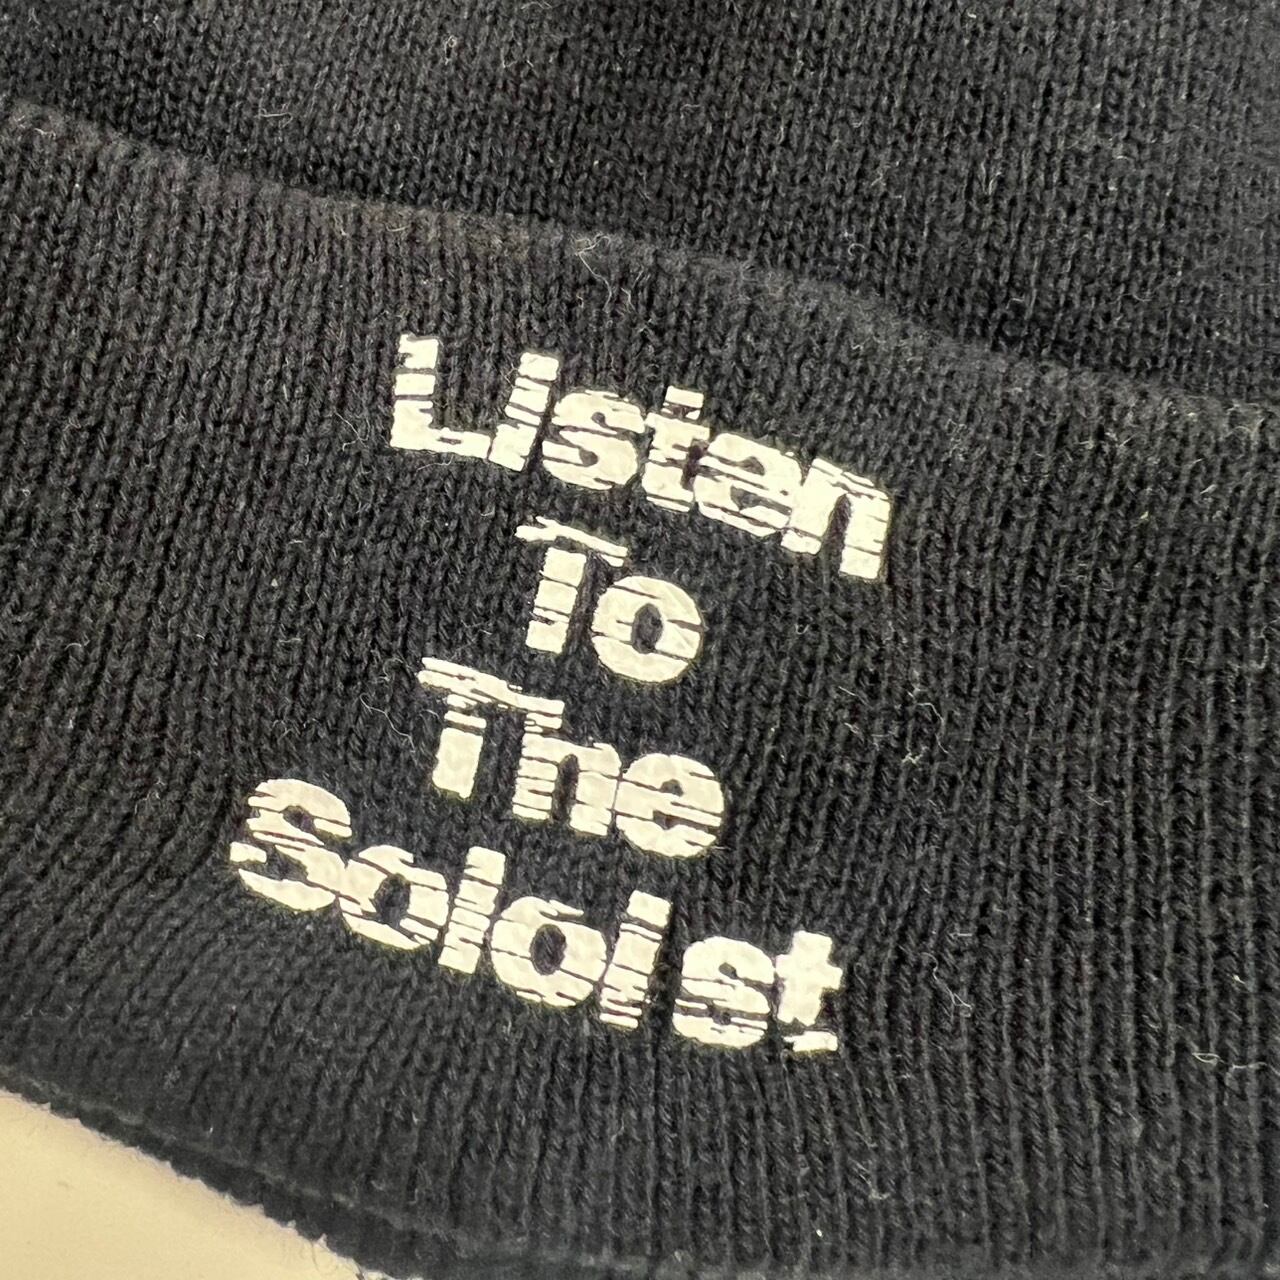 Listen
To
The
Soloist.